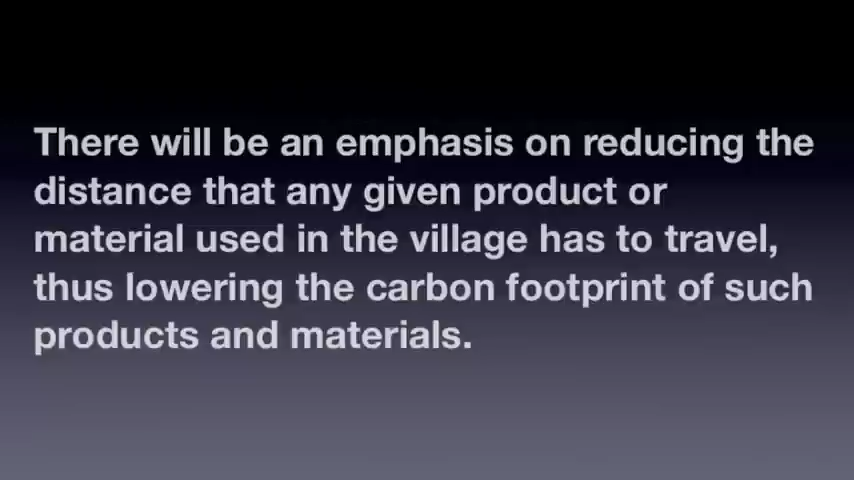 There will be an emphasis on reducing the
distance that any given product or
material used in the village has to travel,
thus lowering the carbon footprint of such
products and materials.